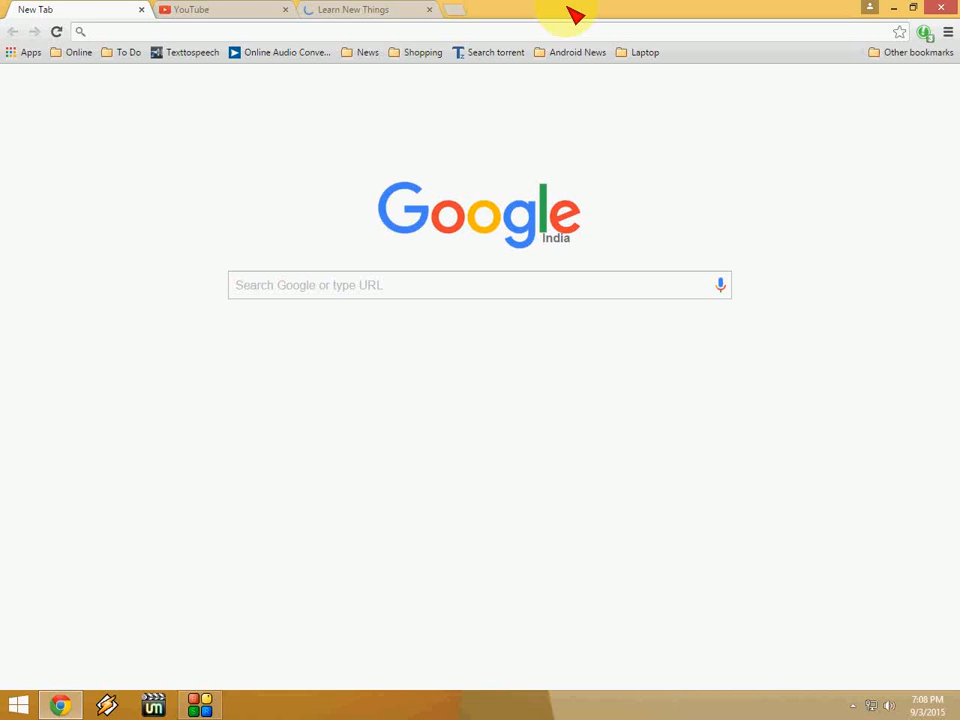 New Tab
YouTube
Learn New Things
Apps
Online
To Do
Texttospeech
Online Audio Conve...
News
Shopping
Search torrent
Android News
Laptop
Other bookmarks
Google
India
Search Google or type URL
um
7:08 PM
9/3/2015